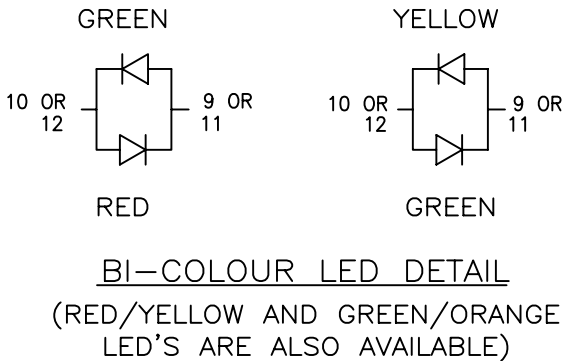 GREEN YELLOW
10 OR 9 OR 10 OR 9 OR
12 11 12 11
RED GREEN
BI-COLOUR LED DETAIL
(RED/YELLOW AND GREEN/ORANGE
LED'S ARE ALSO AVAILABLE)